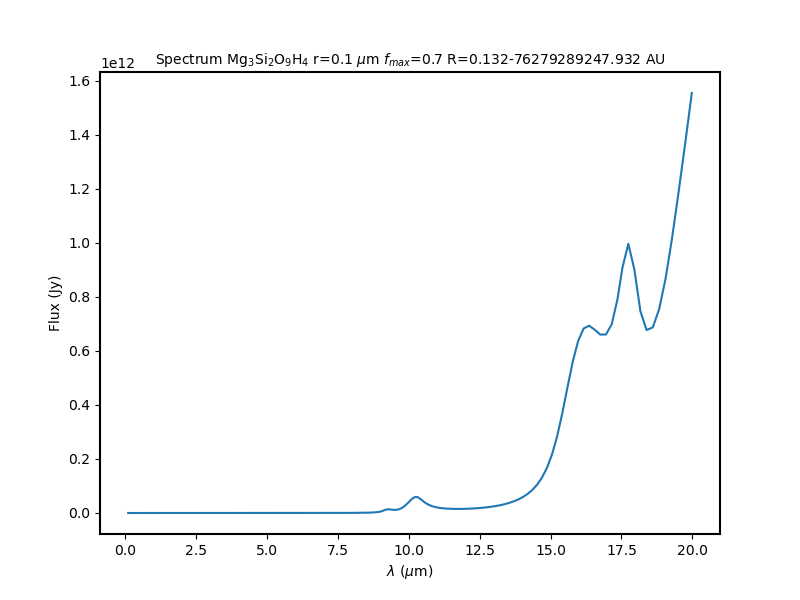 Spectrum Mg₃Si₂O₉H₄ r=0.1 μm f_max=0.7 R=0.132-76279289247.932 AU
1e12
1.6
1.4
1.2
1.0
0.8
0.6
0.4
0.2
0.0
Flux (Jy)
0.0 2.5 5.0 7.5 10.0 12.5 15.0 17.5 20.0
λ (μm)